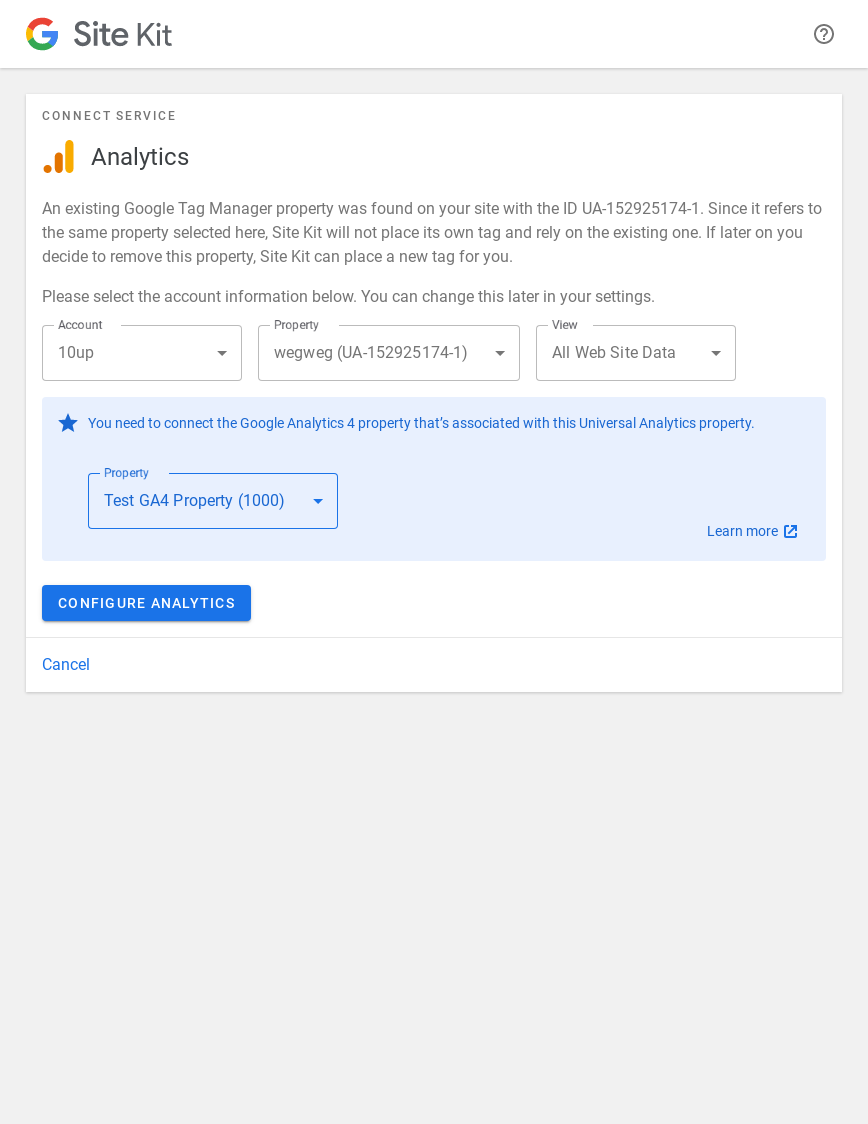 Site Kit
CONNECT SERVICE
Analytics
An existing Google Tag Manager property was found on your site with the ID UA-152925174-1. Since it refers to
the same property selected here, Site Kit will not place its own tag and rely on the existing one. If later on you
decide to remove this property, Site Kit can place a new tag for you.
Please select the account information below. You can change this later in your settings.
Account Property View
10up wegweg (UA-152925174-1) All Web Site Data
You need to connect the Google Analytics 4 property that’s associated with this Universal Analytics property.
Property
Test GA4 Property (1000)
Learn more
CONFIGURE ANALYTICS
Cancel